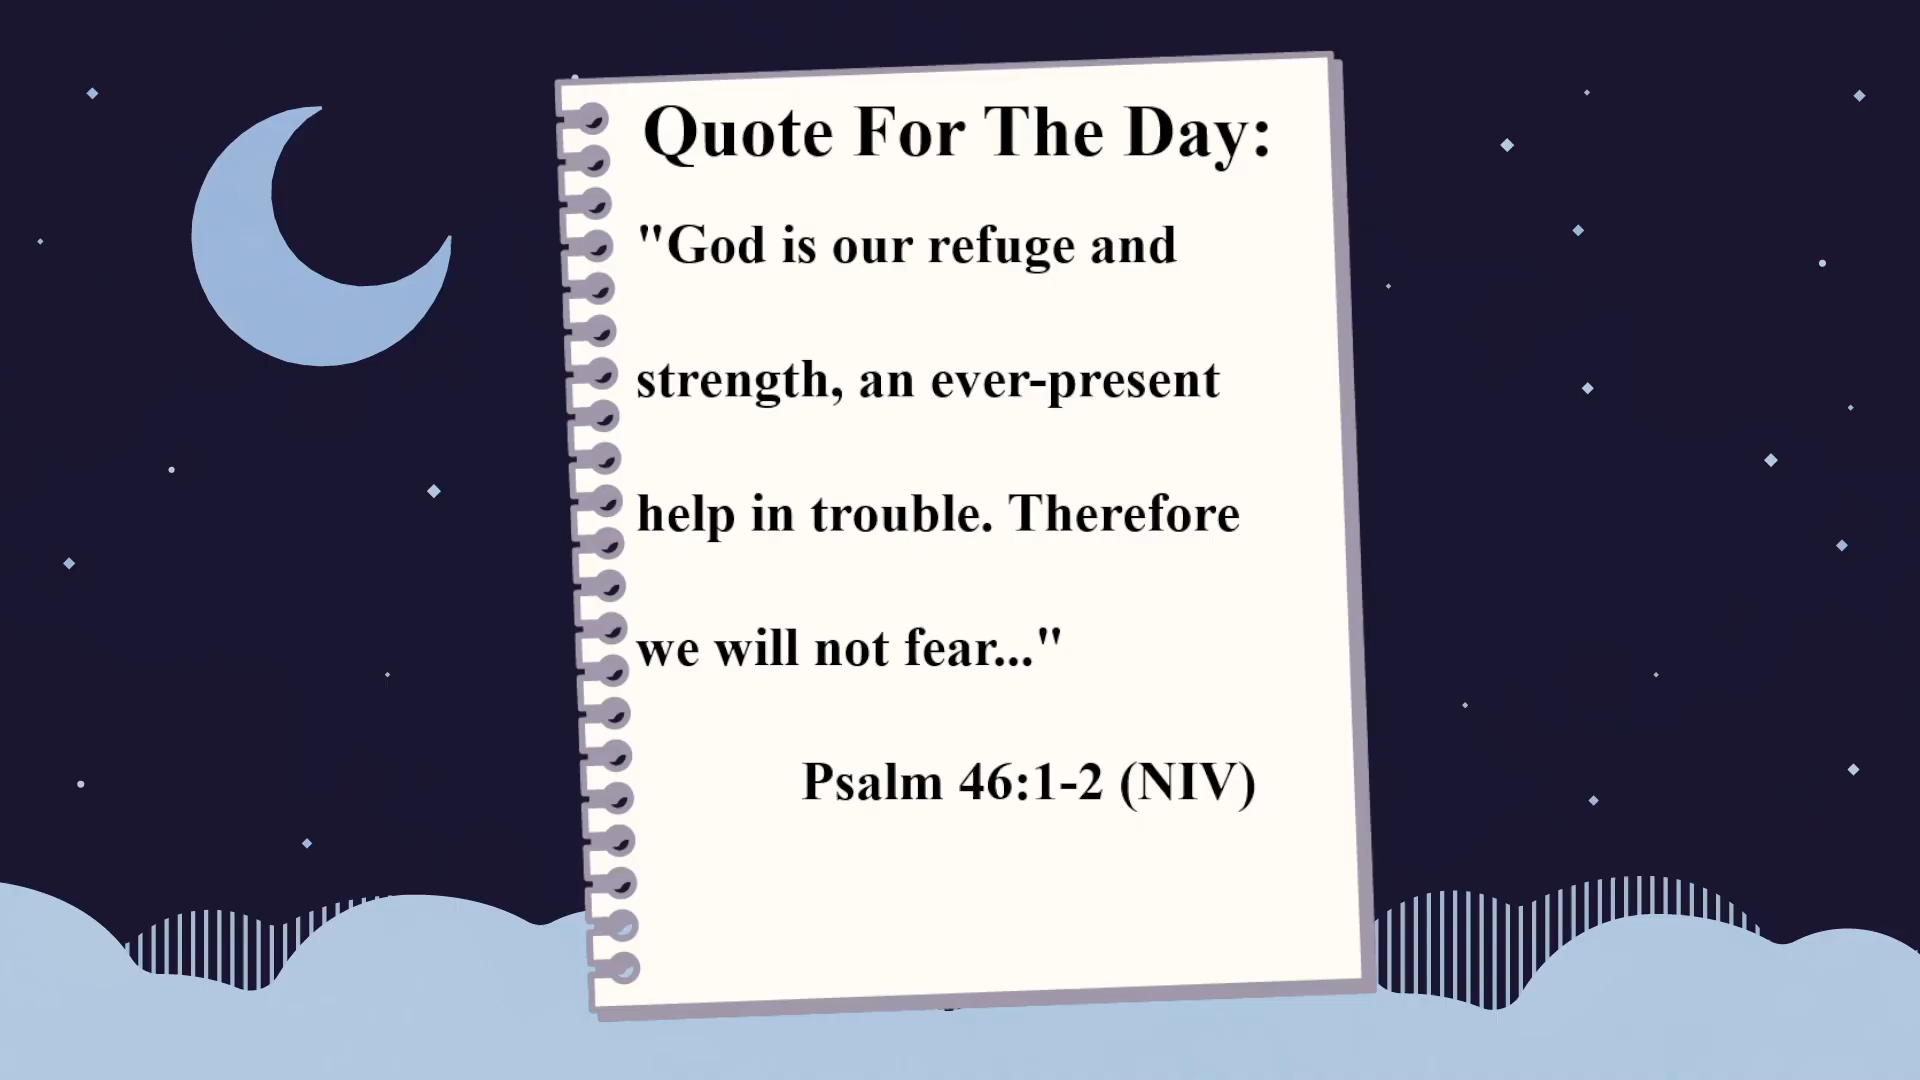 Quote For The Day:
"God is our refuge and
strength, an ever-present
help in trouble. Therefore
we will not fear..."
Psalm 46:1-2 (NIV)